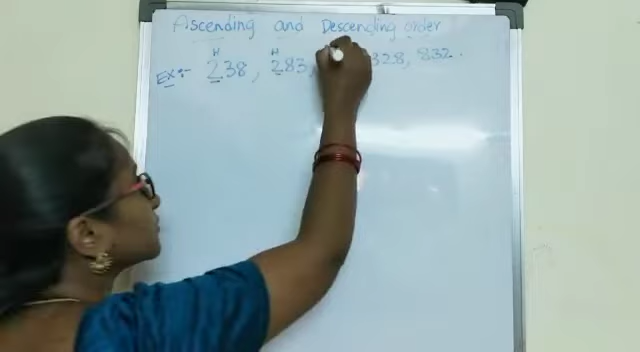 Ascending and Descending order
H H
Ex:- 238, 283, 328, 832.